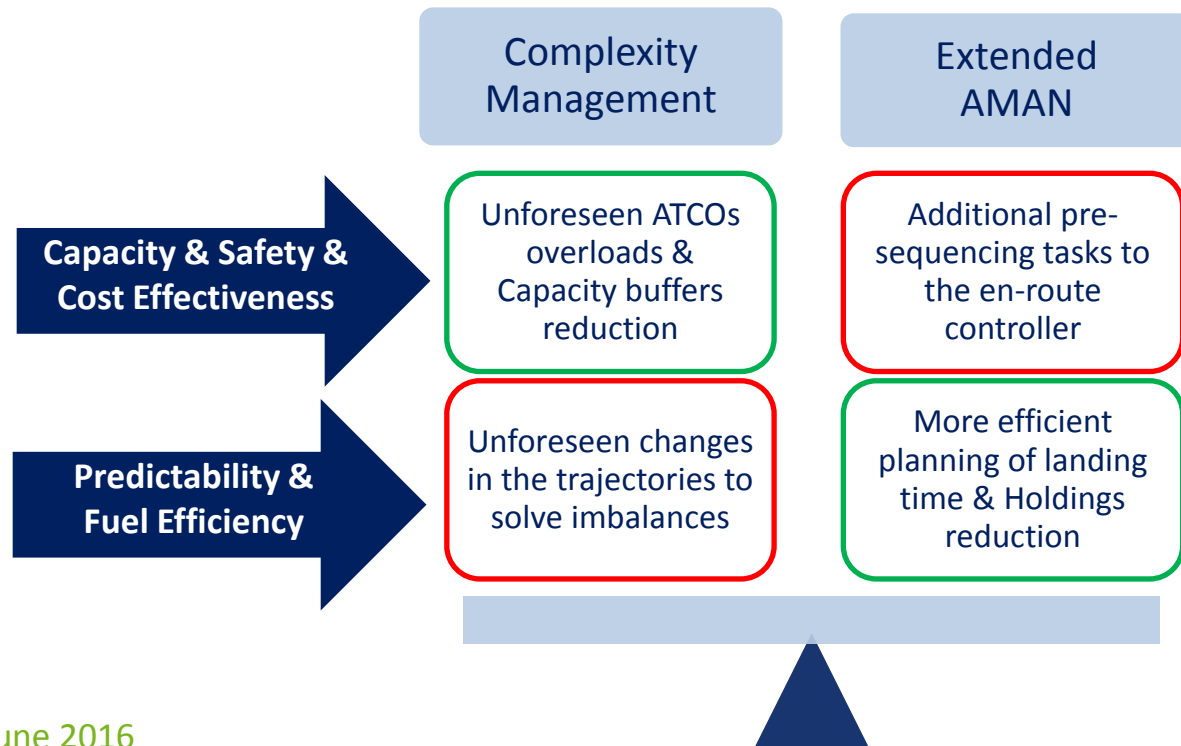 Complexity
Management
Extended
AMAN
Capacity & Safety &
Cost Effectiveness
Unforeseen ATCOs
overloads &
Capacity buffers
reduction
Additional pre-
sequencing tasks to
the en-route
controller
Predictability &
Fuel Efficiency
Unforeseen changes
in the trajectories to
solve imbalances
More efficient
planning of landing
time & Holdings
reduction
2016